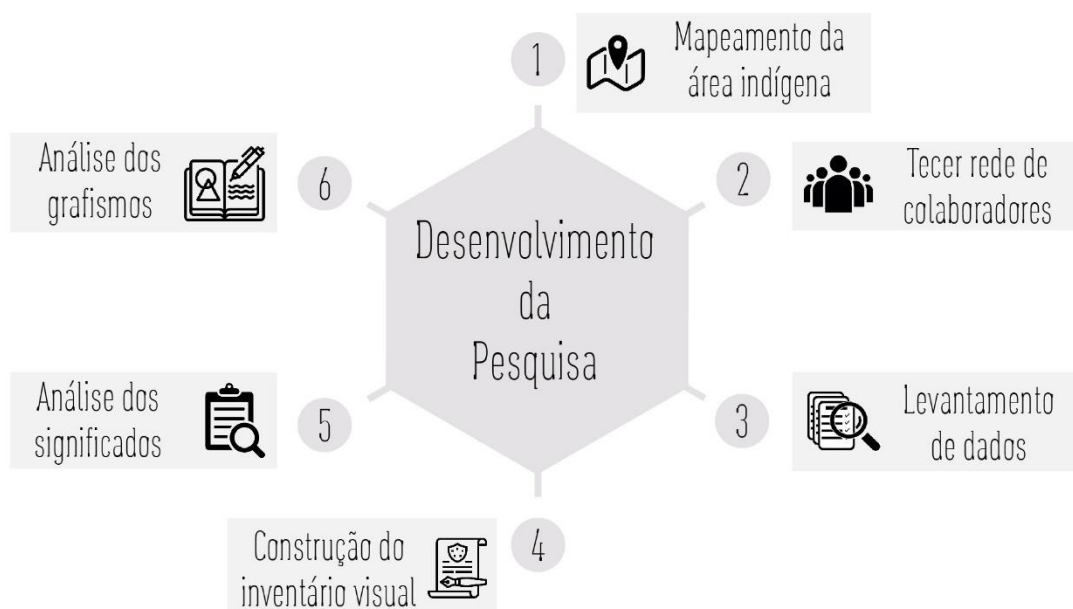 1
Mapeamento da
área indígena
2
Tecer rede de
colaboradores
3
Levantamento
de dados
4
Construção do
inventário visual
5
Análise dos
significados
6
Análise dos
grafismos
Desenvolvimento
da
Pesquisa